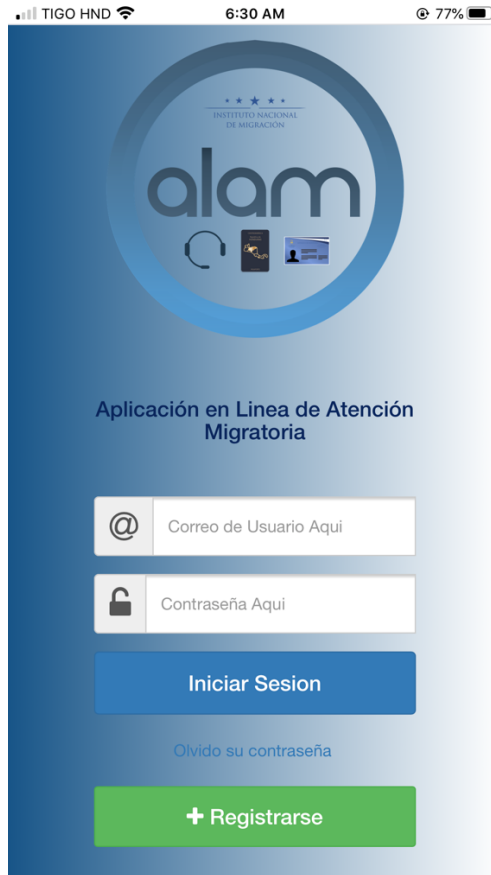 TIGO HND 6:30 AM 77%
INSTITUTO NACIONAL
DE MIGRACIÓN
alam
Aplicación en Linea de Atención
Migratoria
@ Correo de Usuario Aqui
Contraseña Aqui
Iniciar Sesion
Olvido su contraseña
+ Registrarse